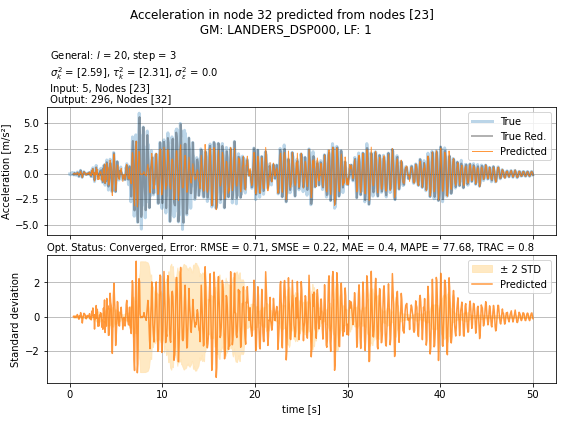 Acceleration in node 32 predicted from nodes [23]
GM: LANDERS_DSP000, LF: 1
General: l = 20, step = 3
σ²ₖ = [2.59], τ²ₖ = [2.31], σ²ε = 0.0
Input: 5, Nodes [23]
Output: 296, Nodes [32]
Acceleration [m/s²]
5.0
2.5
0.0
−2.5
−5.0
True
True Red.
Predicted
Opt. Status: Converged, Error: RMSE = 0.71, SMSE = 0.22, MAE = 0.4, MAPE = 77.68, TRAC = 0.8
Standard deviation
2
0
−2
± 2 STD
Predicted
0 10 20 30 40 50
time [s]